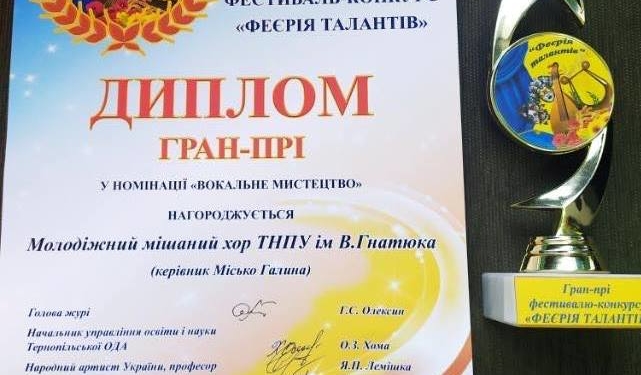 ФЕСТИВАЛЬ-КОНКУРС
«ФЕЄРІЯ ТАЛАНТІВ»
ДИПЛОМ
ГРАН-ПРІ
У НОМІНАЦІЇ «ВОКАЛЬНЕ МИСТЕЦТВО»
НАГОРОДЖУЄТЬСЯ
Молодіжний мішаний хор ТНПУ ім В.Гнатюка
(керівник Місько Галина)
Голова журі Г.С. Олексин
Начальник управління освіти і науки
Тернопільської ОДА О.З. Хома
Народний артист України, професор Я.П. Лемішка
«Феєрія
талантів»
Гран-прі
фестивалю-конкурсу
«ФЕЄРІЯ ТАЛАНТІВ